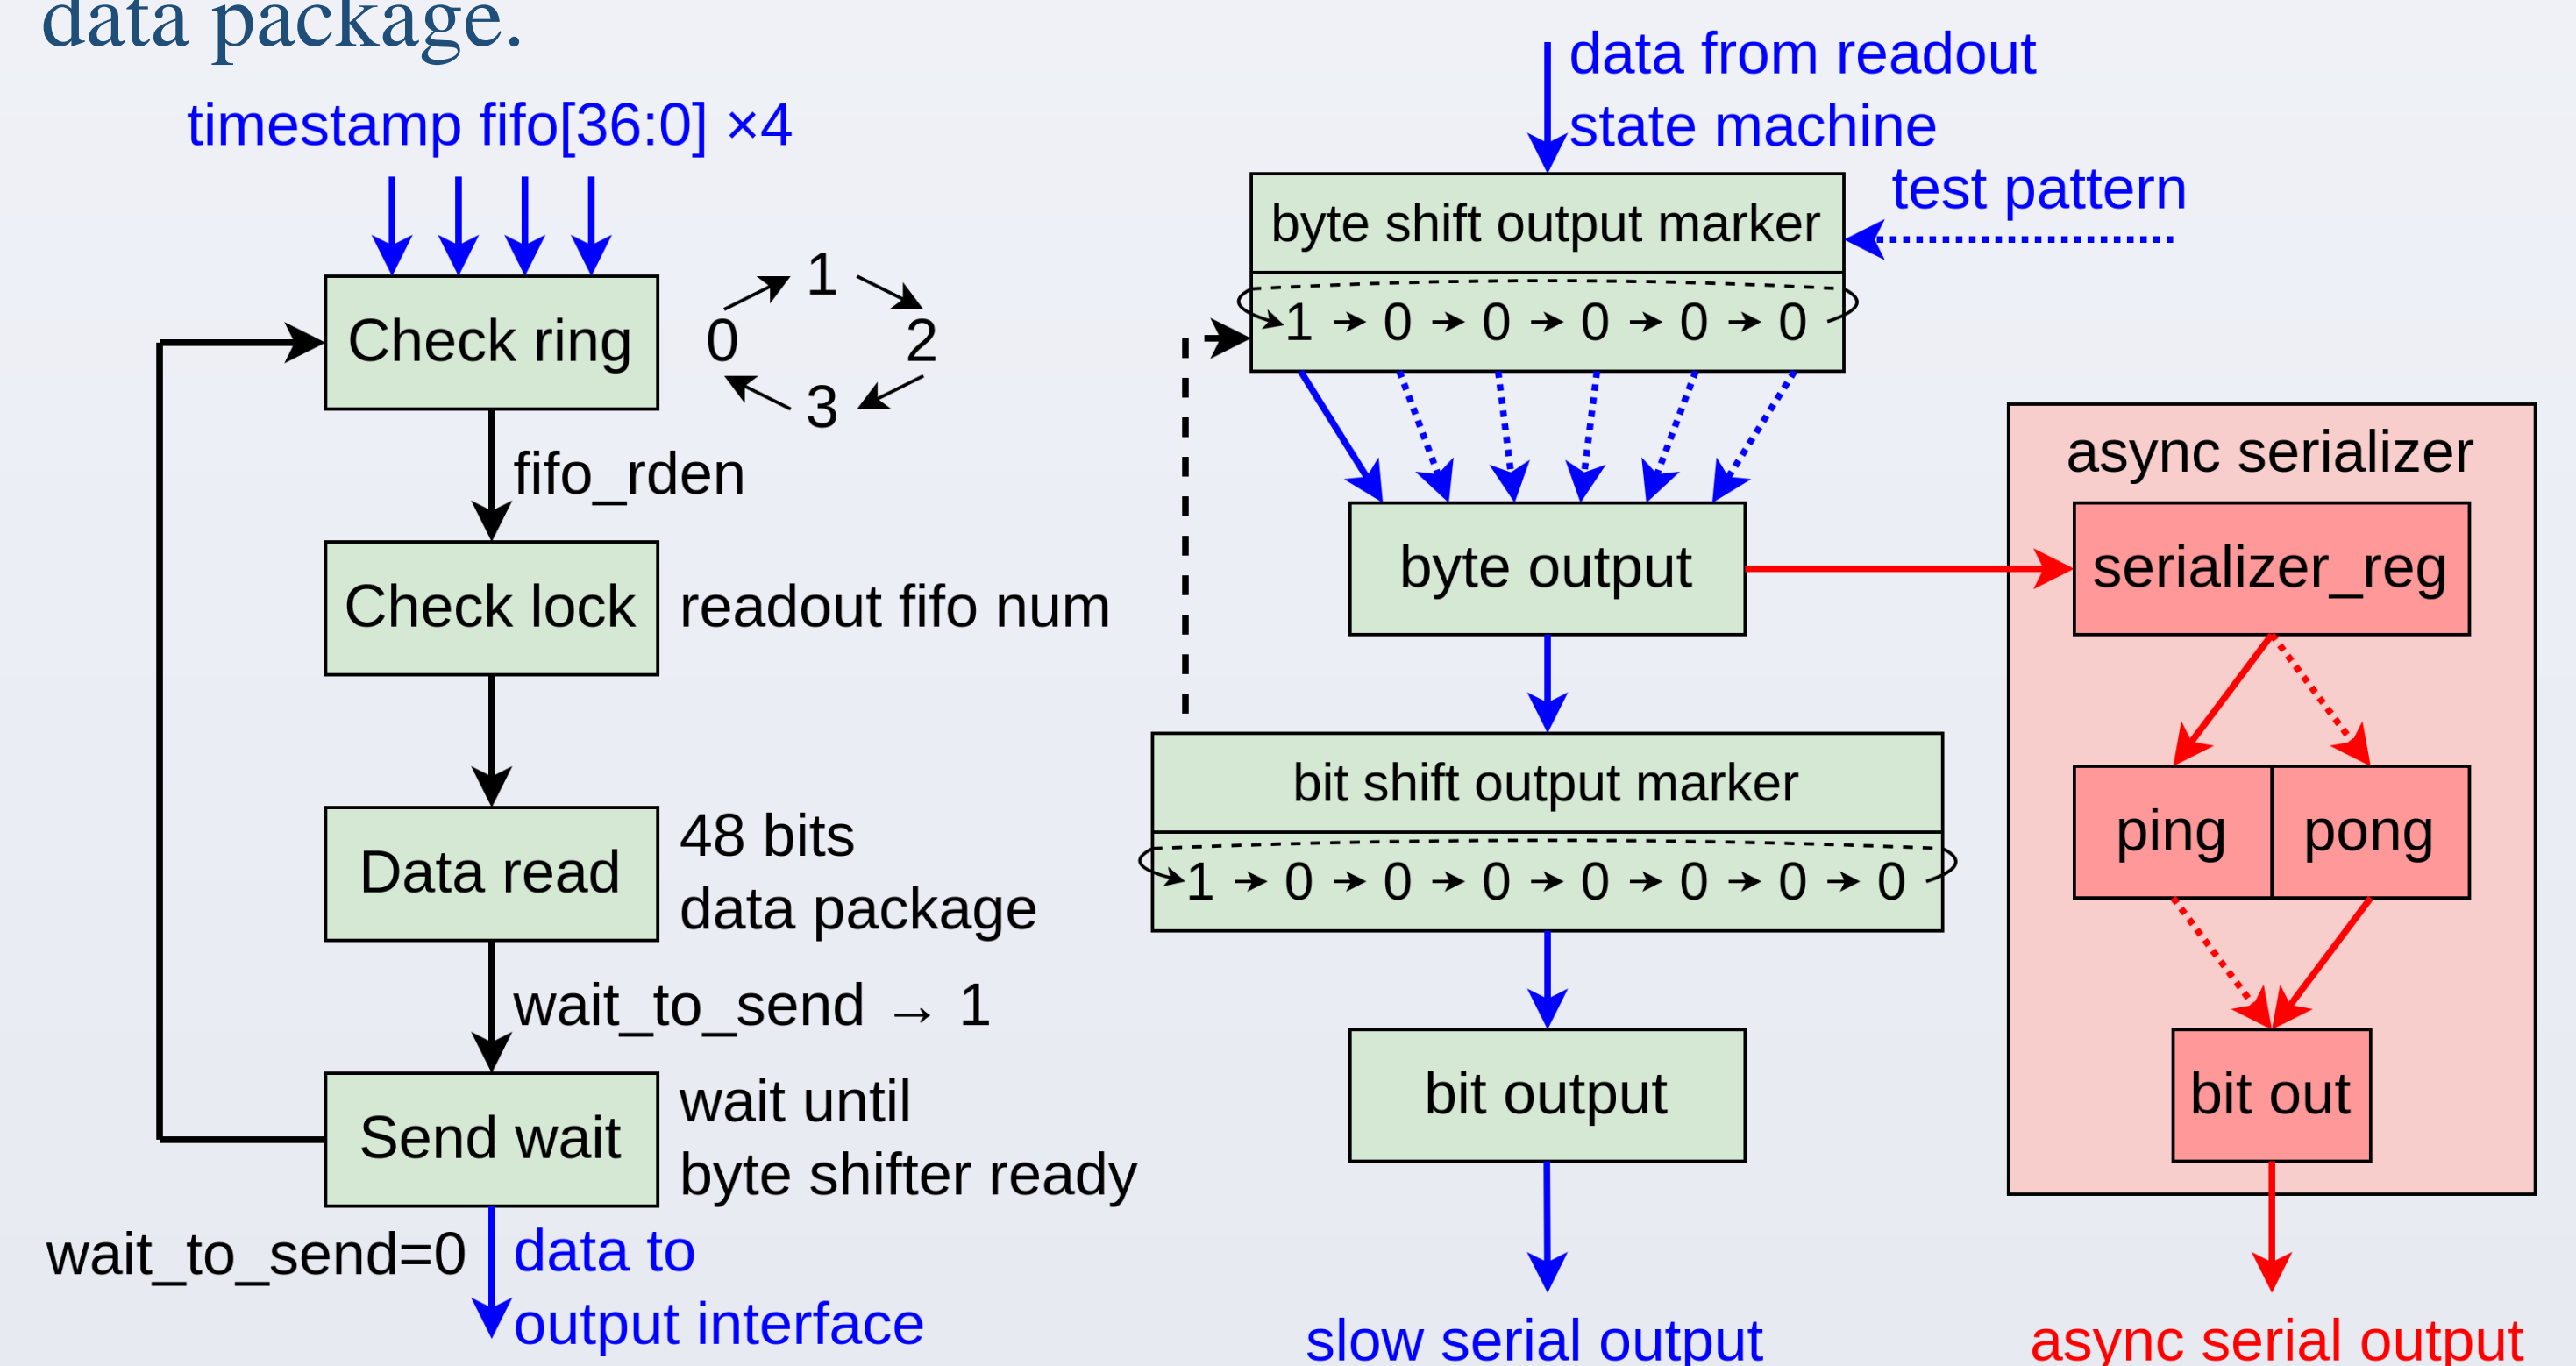 data package.
timestamp fifo[36:0] ×4
Check ring
0
1
2
3
fifo_rden
Check lock
readout fifo num
Data read
48 bits
data package
wait_to_send → 1
Send wait
wait until
byte shifter ready
wait_to_send=0
data to
output interface
data from readout
state machine
test pattern
byte shift output marker
1 → 0 → 0 → 0 → 0 → 0
byte output
bit shift output marker
1 → 0 → 0 → 0 → 0 → 0 → 0 → 0
bit output
slow serial output
async serializer
serializer_reg
ping pong
bit out
async serial output